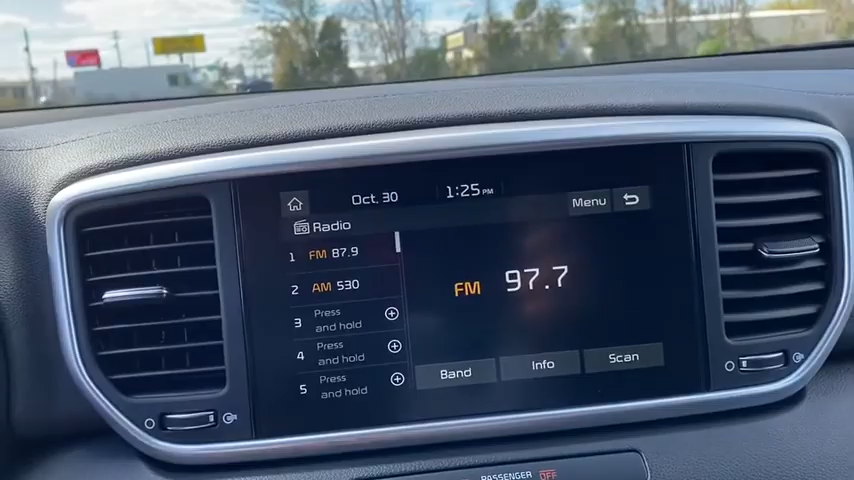 Oct. 30
1:25 PM
Menu
Radio
1 FM 87.9
2 AM 530
3 Press and hold
4 Press and hold
5 Press and hold
FM 97.7
Band
Info
Scan
PASSENGER OFF